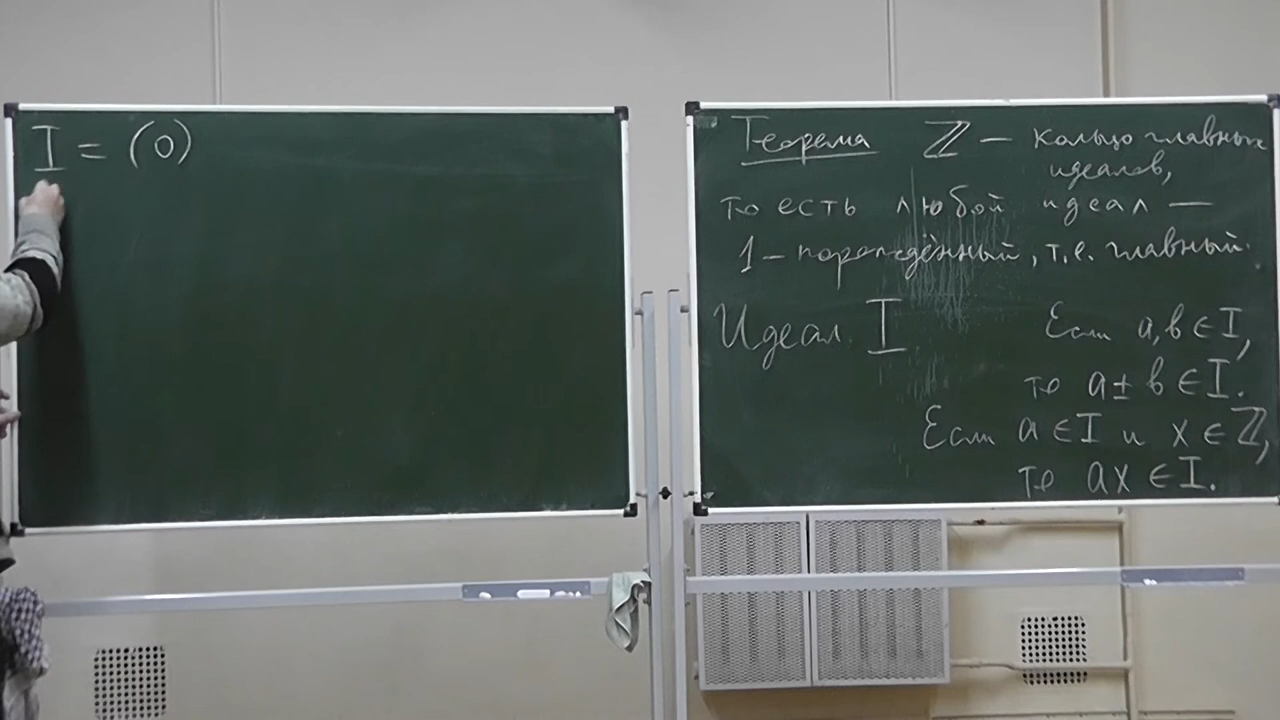 I = (0)
Теорема ℤ — кольцо главных
идеалов,
то есть любой идеал —
1-порождённый, т.е. главный.
Идеал I
Если a, b ∈ I,
то a ± b ∈ I.
Если a ∈ I и x ∈ ℤ,
то ax ∈ I.